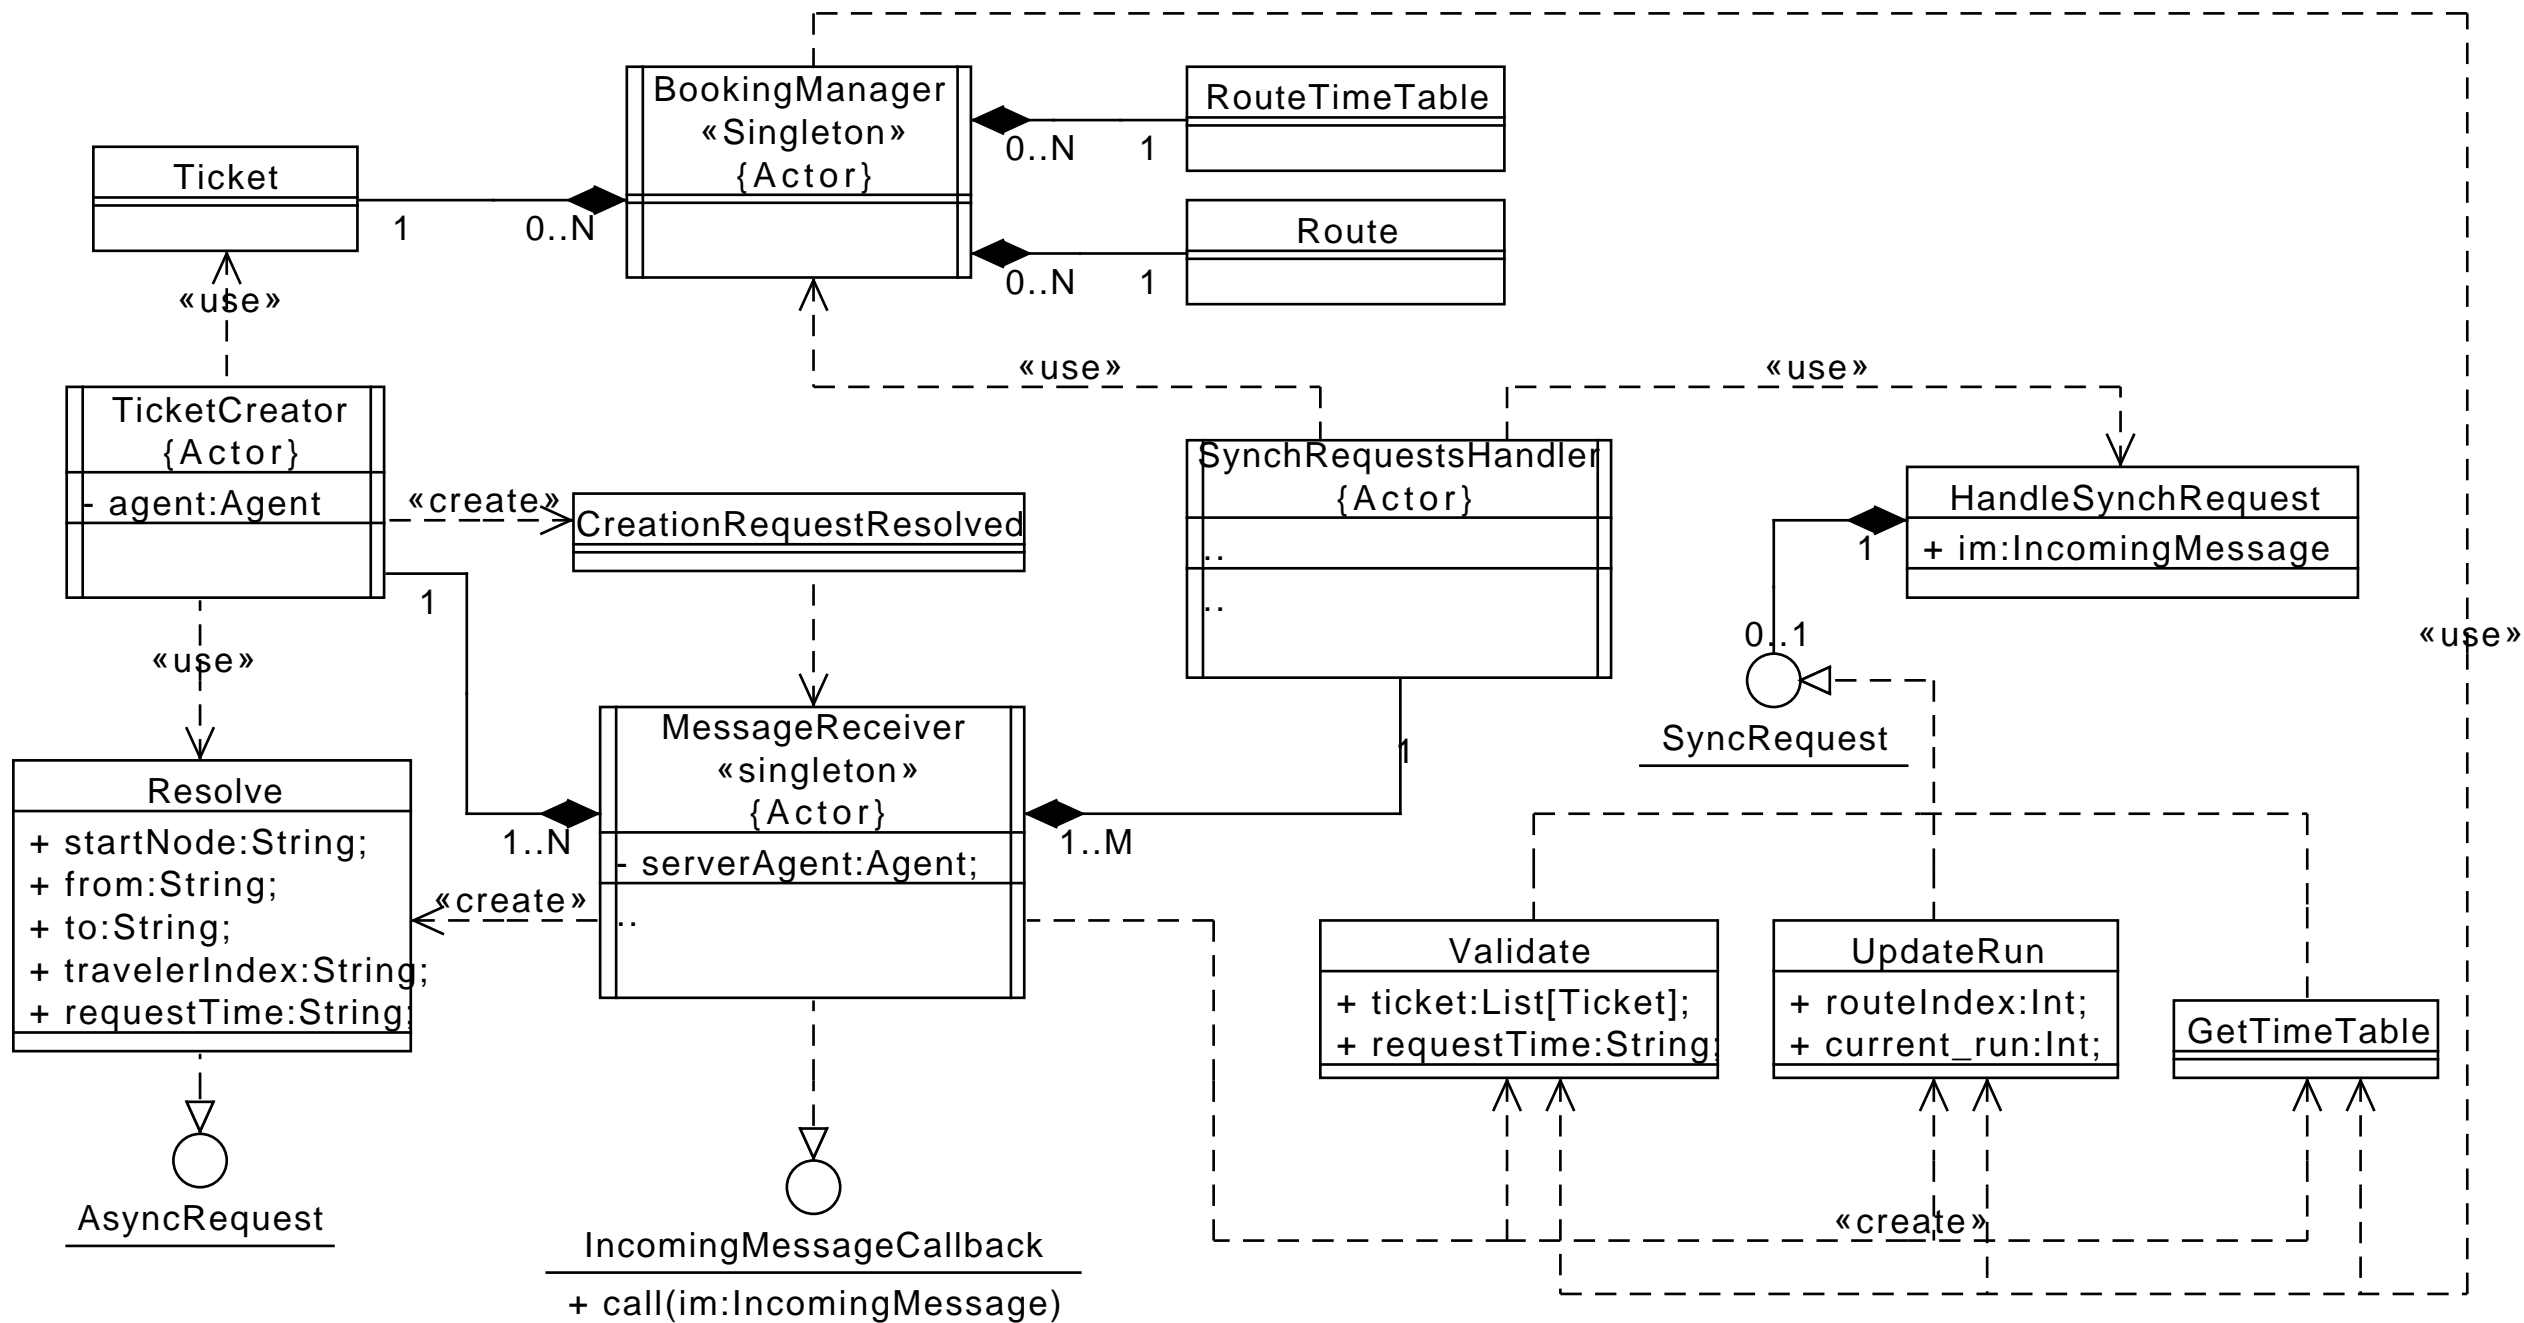 BookingManager
«Singleton»
{Actor}
RouteTimeTable
0..N
1
Ticket
1
0..N
Route
0..N
1
«use»
«use»
«use»
TicketCreator
{Actor}
- agent:Agent
1
«create»
CreationRequestResolved
SynchRequestsHandler
{Actor}
..
..
1
HandleSynchRequest
+ im:IncomingMessage
1
0..1
SyncRequest
«use»
«use»
MessageReceiver
«singleton»
{Actor}
- serverAgent:Agent;
..
1..N
1..M
«create»
Resolve
+ startNode:String;
+ from:String;
+ to:String;
+ travelerIndex:String;
+ requestTime:String;
Validate
+ ticket:List[Ticket];
+ requestTime:String;
UpdateRun
+ routeIndex:Int;
+ current_run:Int;
GetTimeTable
«create»
AsyncRequest
IncomingMessageCallback
+ call(im:IncomingMessage)